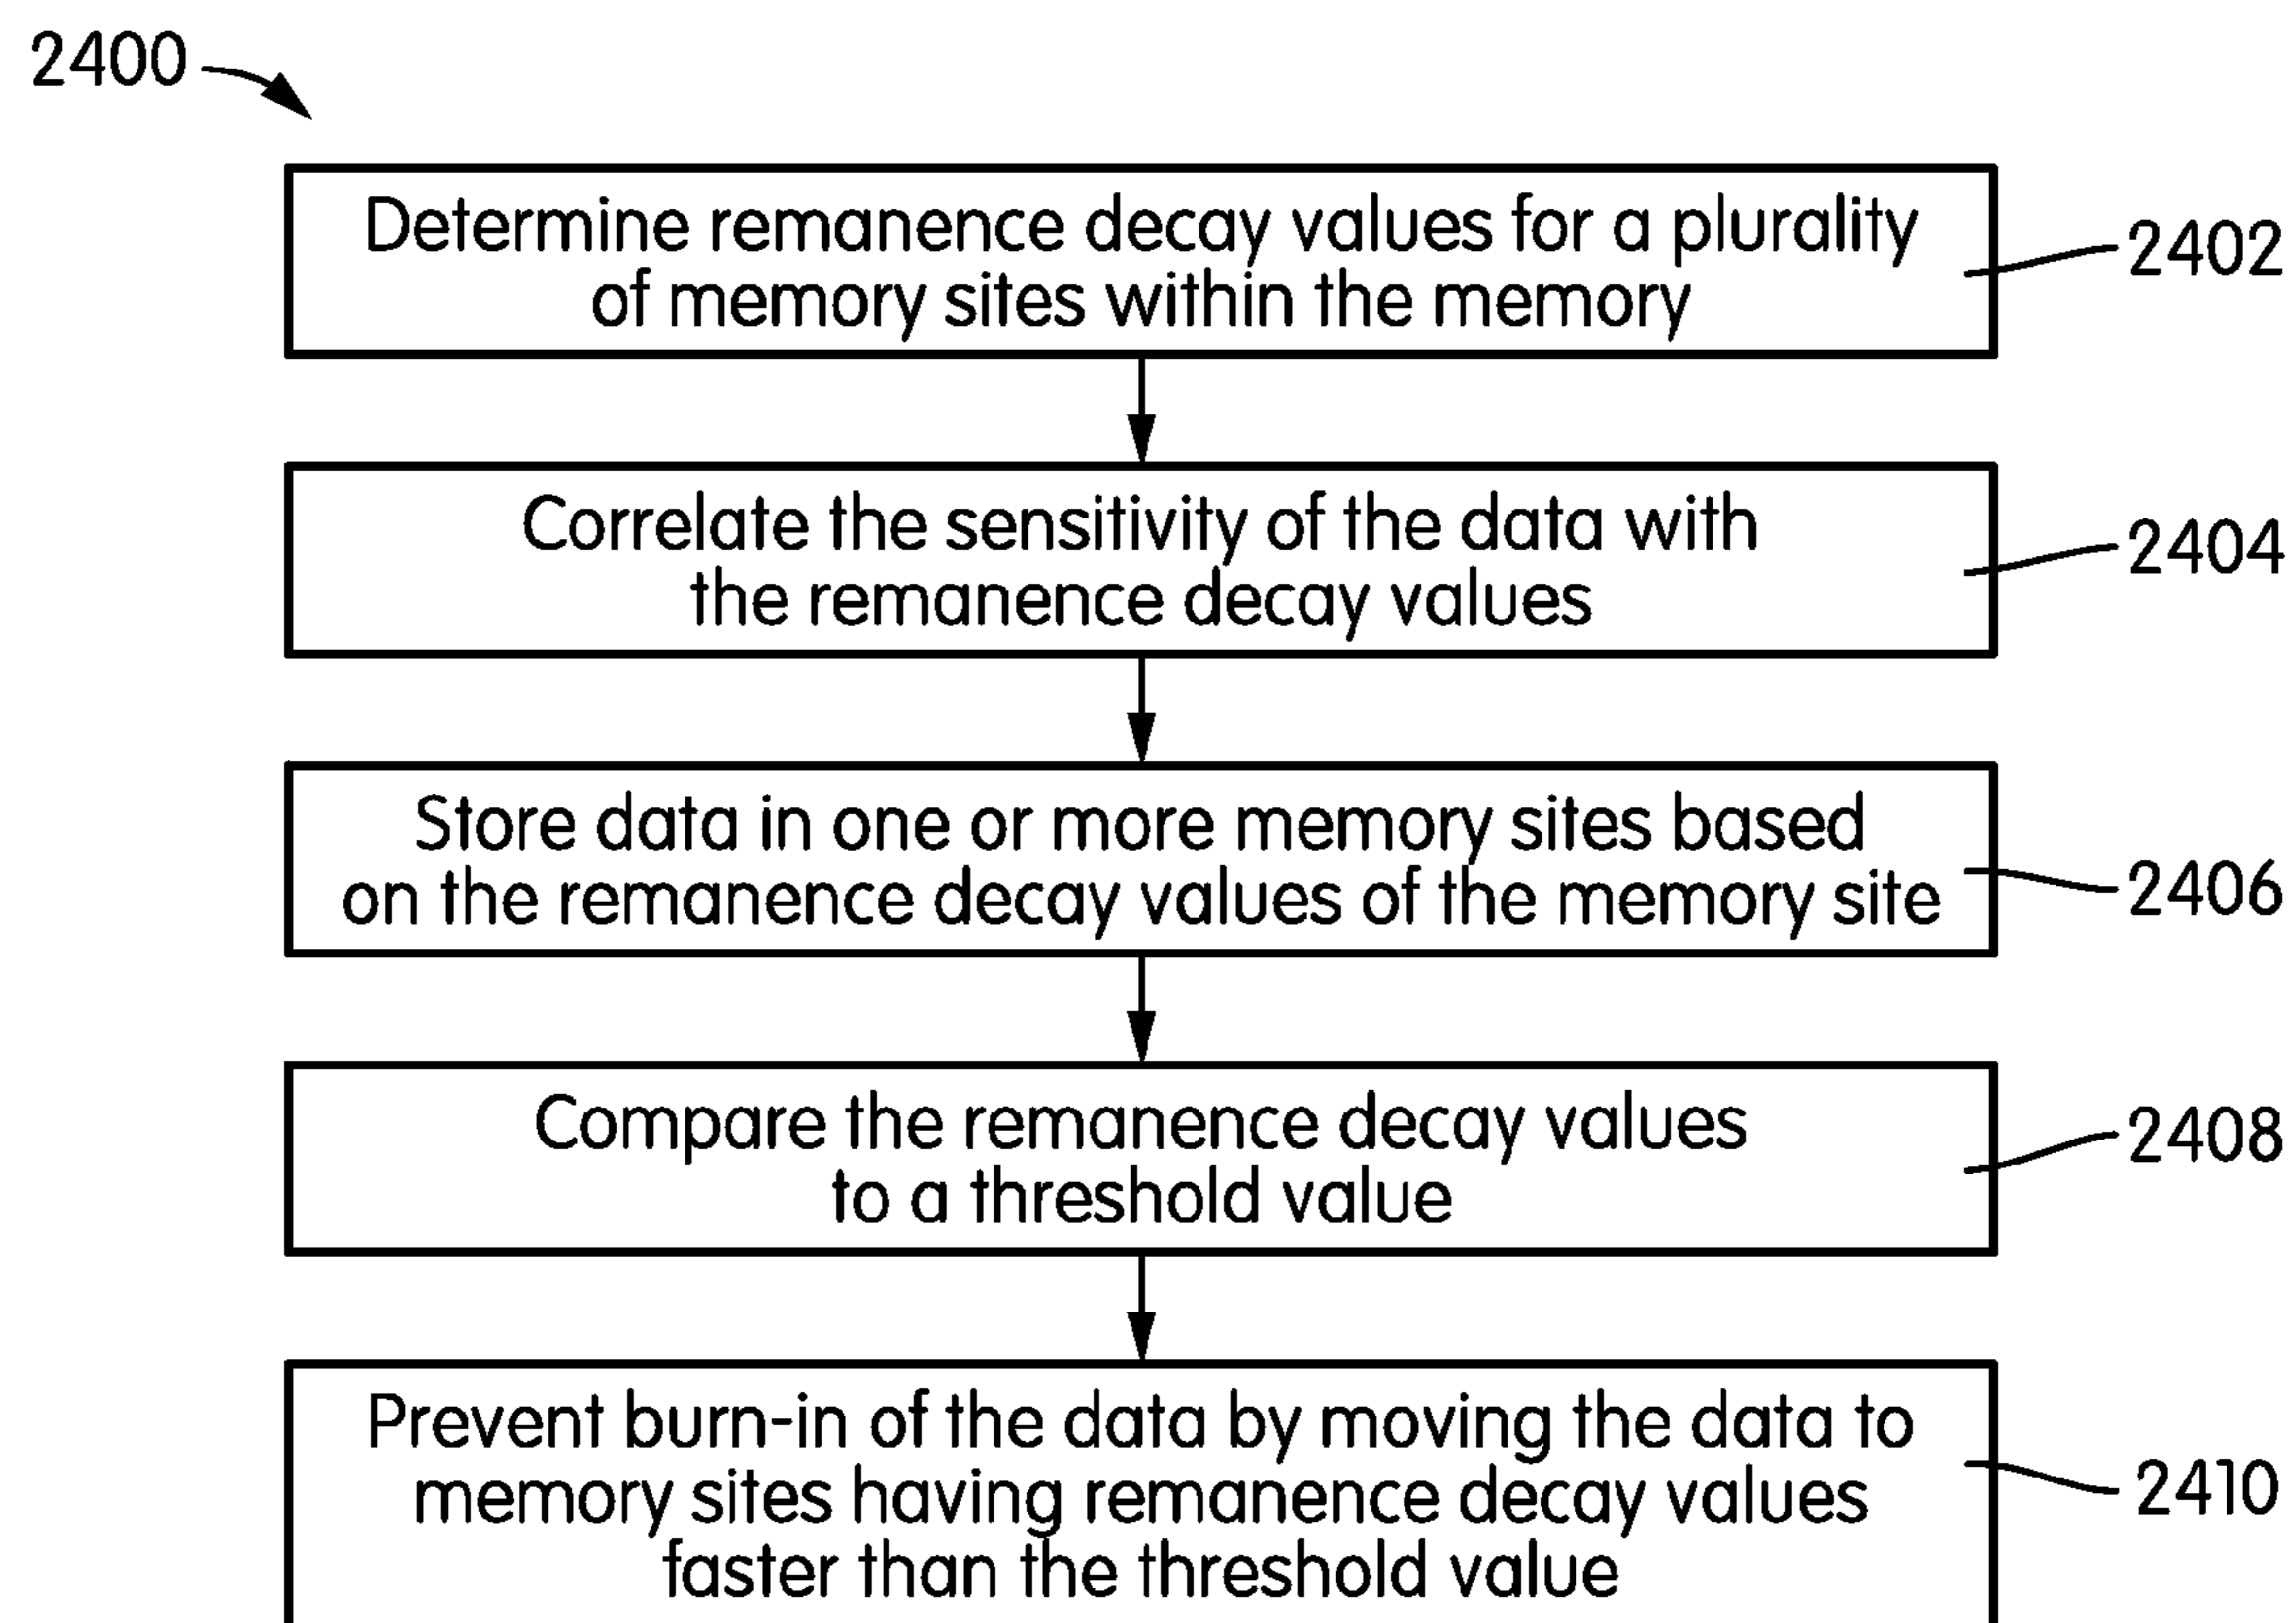 2400
Determine remanence decay values for a plurality
of memory sites within the memory
2402
Correlate the sensitivity of the data with
the remanence decay values
2404
Store data in one or more memory sites based
on the remanence decay values of the memory site
2406
Compare the remanence decay values
to a threshold value
2408
Prevent burn-in of the data by moving the data to
memory sites having remanence decay values
faster than the threshold value
2410